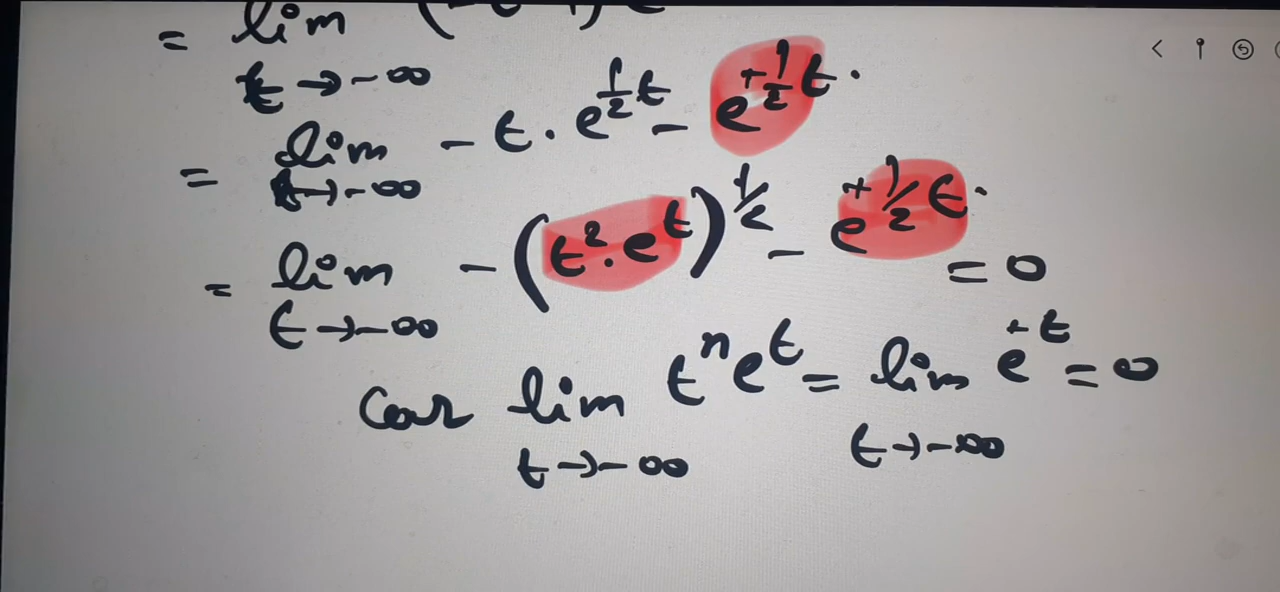 = lim
t → -∞
= lim - t · e^{1/2 t} - e^{+1/2 t} ·
t → -∞
= lim - (t² · e^t)^{1/2} - e^{+1/2 t} · = 0
t → -∞
Car lim t^n e^t = lim e^{+t} = 0
t → -∞ t → -∞